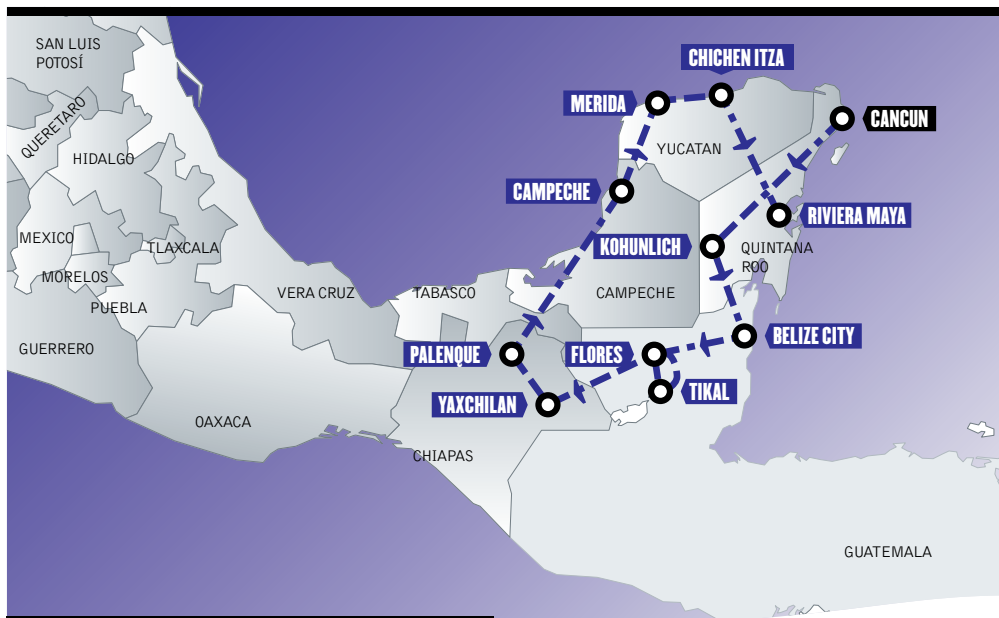 SAN LUIS
POTOSÍ
CHICHEN ITZA
MERIDA
CANCUN
QUERETARO
HIDALGO
YUCATAN
CAMPECHE
RIVIERA MAYA
MEXICO
TLAXCALA
KOHUNLICH
QUINTANA
ROO
MORELOS
VERA CRUZ
TABASCO
CAMPECHE
PUEBLA
BELIZE CITY
GUERRERO
PALENQUE
FLORES
TIKAL
YAXCHILAN
OAXACA
CHIAPAS
GUATEMALA